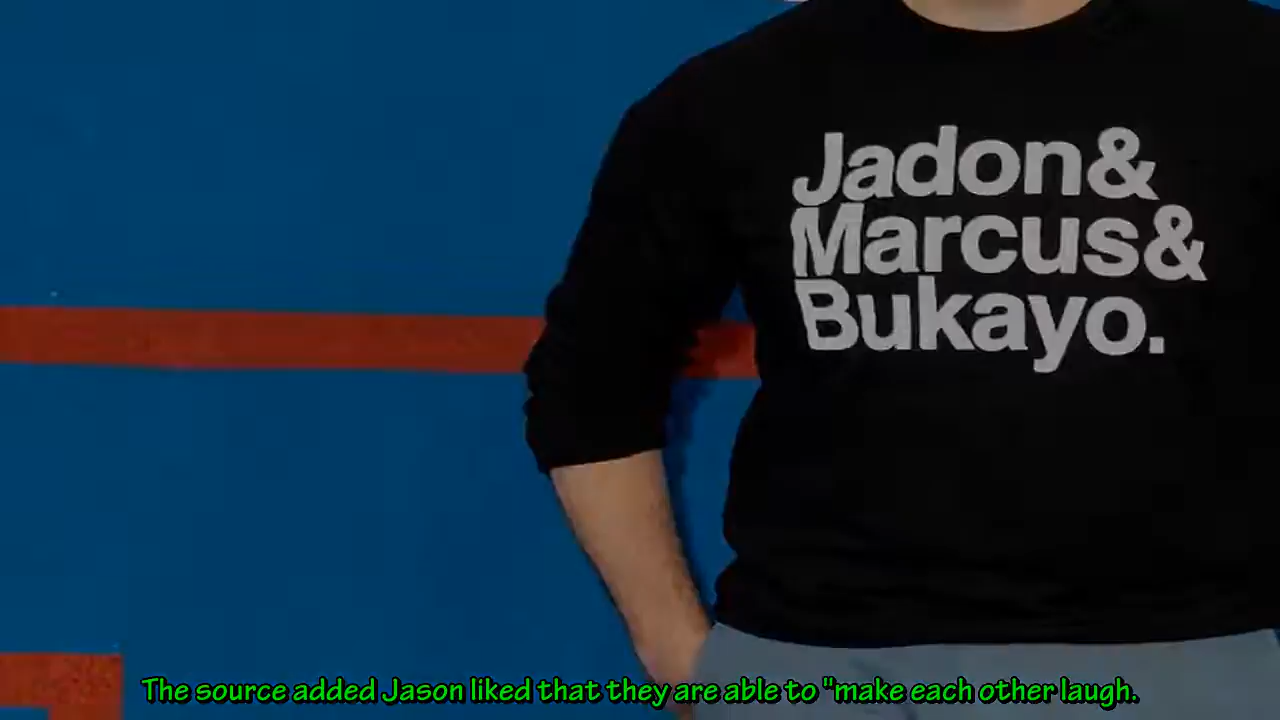 Jadon&
Marcus&
Bukayo.
The source added Jason liked that they are able to "make each other laugh.